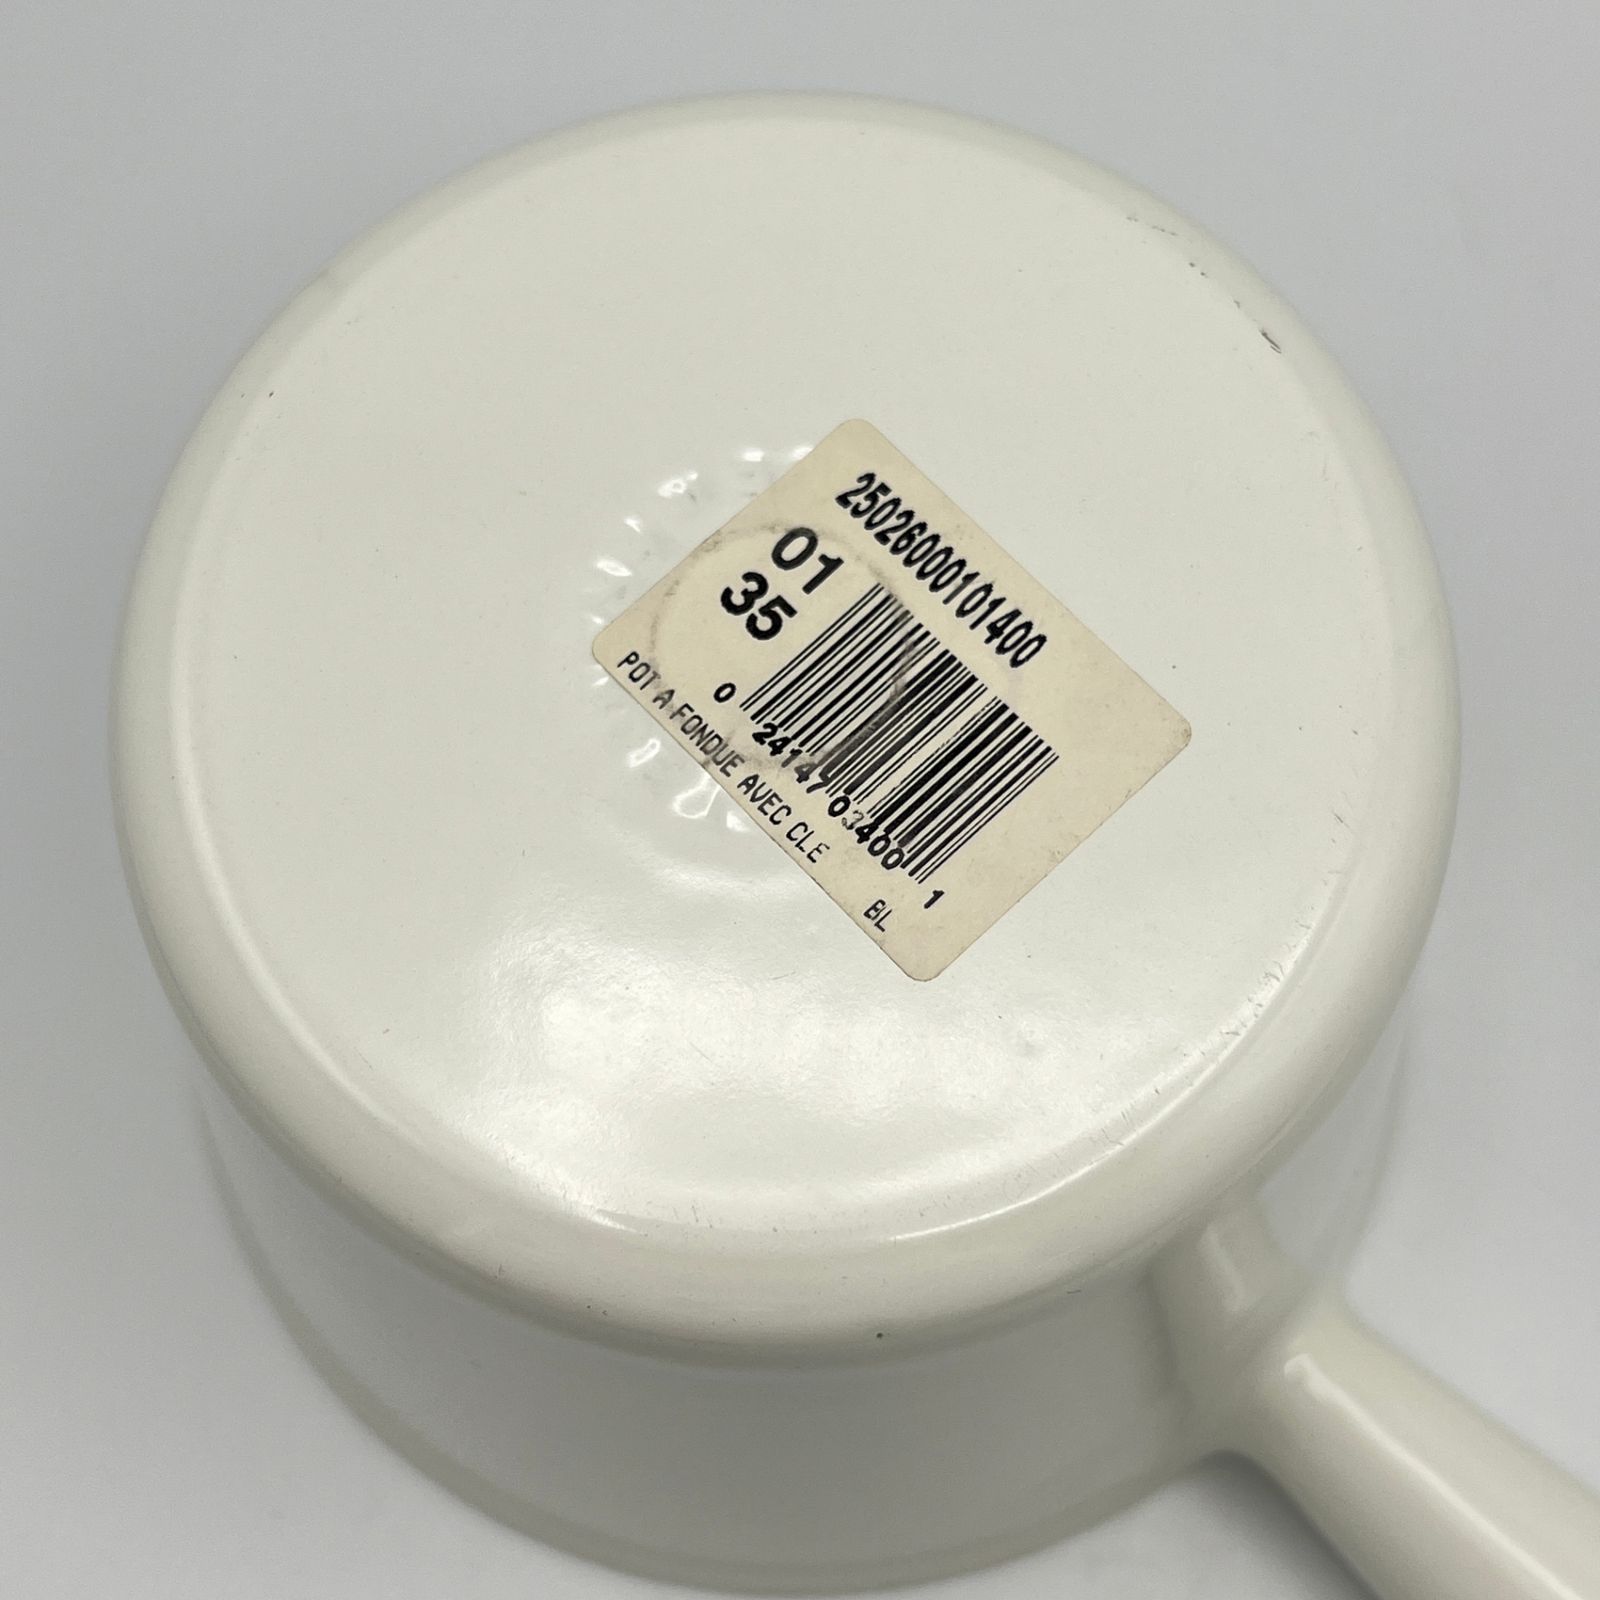 25026000101400
01
35
0 24147 03400 1
POT A FONDUE AVEC CLE
BL